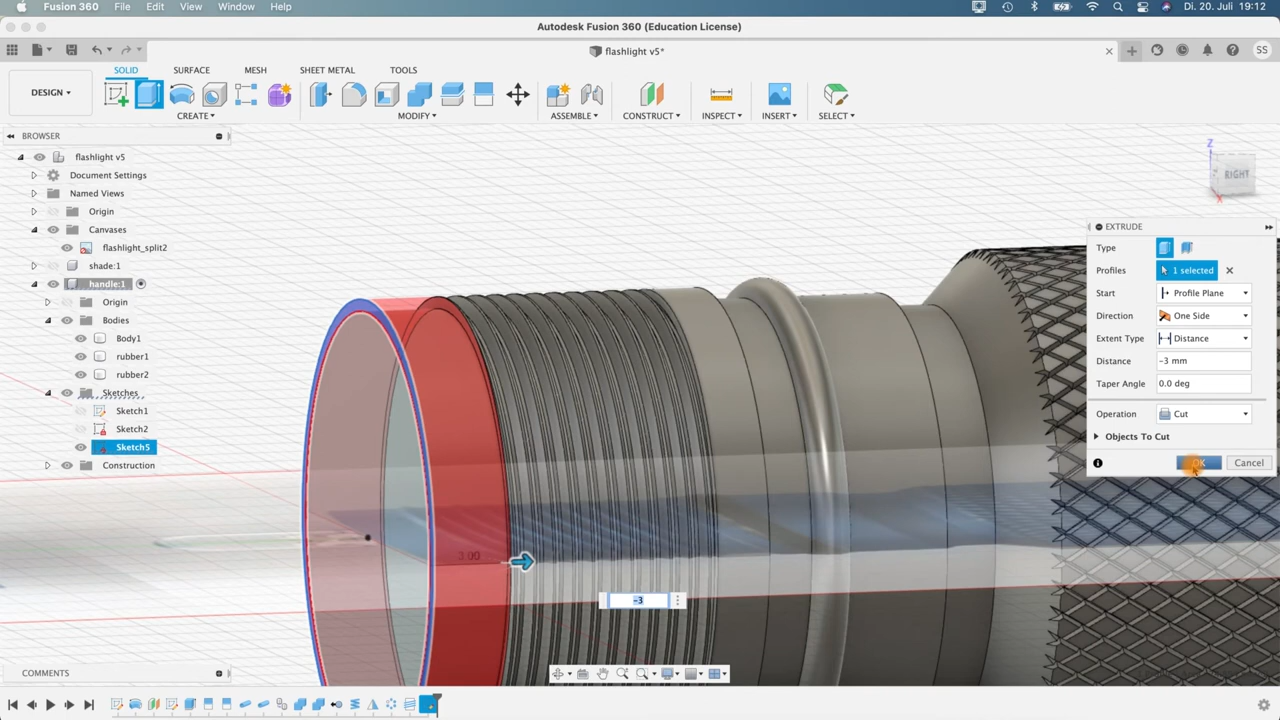 Fusion 360 File Edit View Window Help Di. 20. Juli 19:12
Autodesk Fusion 360 (Education License)
flashlight v5*
SS
SOLID SURFACE MESH SHEET METAL TOOLS
DESIGN
CREATE MODIFY ASSEMBLE CONSTRUCT INSPECT INSERT SELECT
BROWSER
flashlight v5
Document Settings
Named Views
Origin
Canvases
flashlight_split2
shade:1
handle:1
Origin
Bodies
Body1
rubber1
rubber2
Sketches
Sketch1
Sketch2
Sketch5
Construction
Z
RIGHT
X
EXTRUDE
Type
Profiles 1 selected
Start Profile Plane
Direction One Side
Extent Type Distance
Distance -3 mm
Taper Angle 0.0 deg
Operation Cut
Objects To Cut
OK Cancel
3.00
-3
COMMENTS